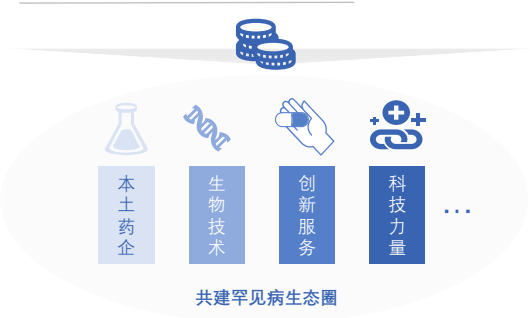 本土药企
生物技术
创新服务
科技力量
...
共建罕见病生态圈